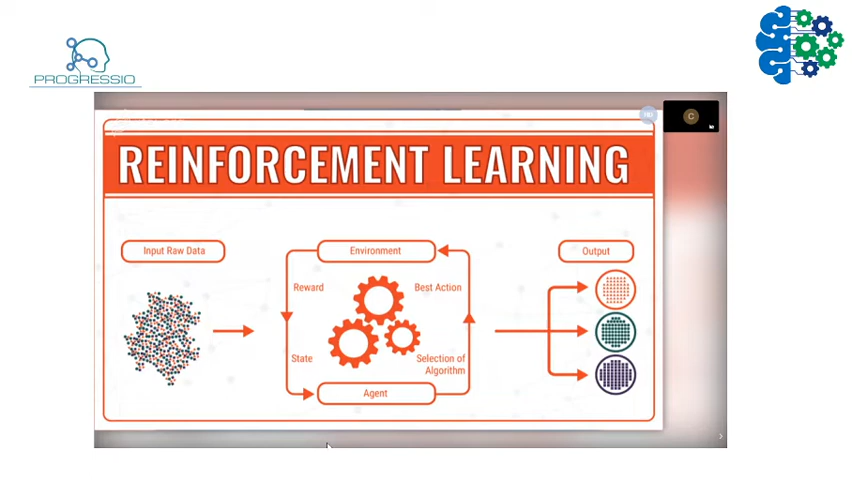 PROGRESSIO
C
REINFORCEMENT LEARNING
Input Raw Data
Environment
Output
Reward
Best Action
State
Selection of
Algorithm
Agent